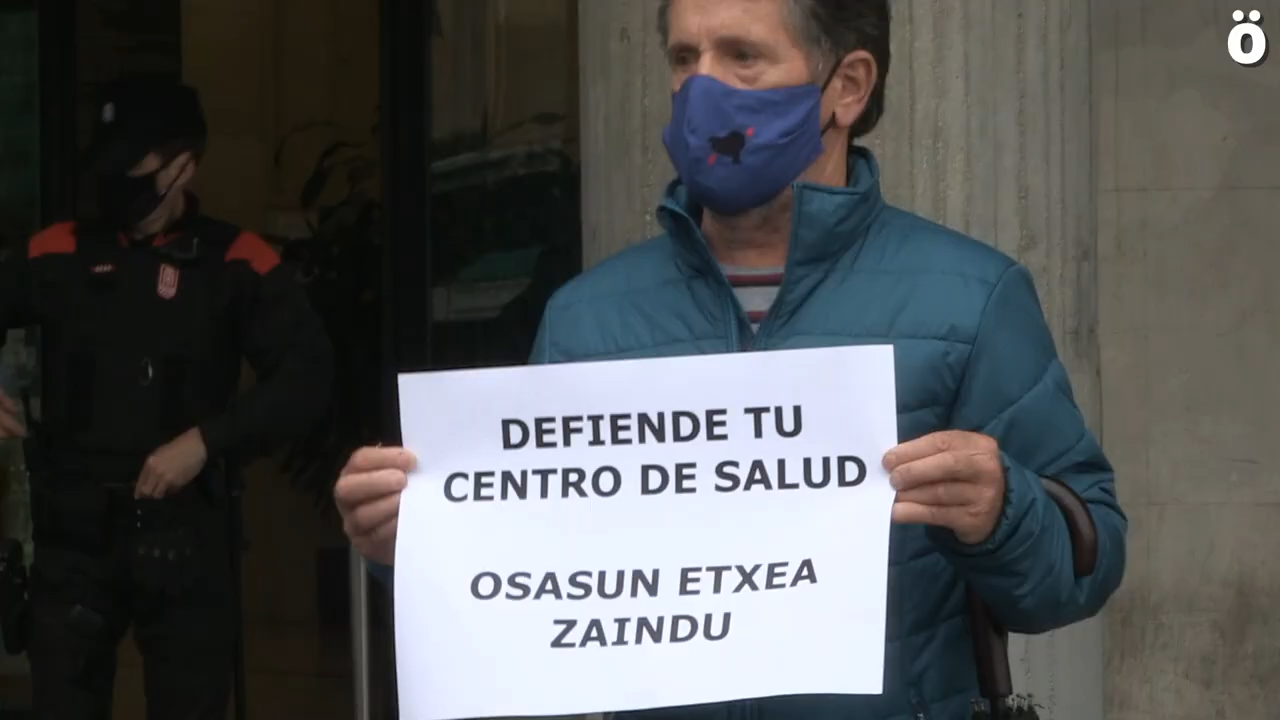 ö
DEFIENDE TU
CENTRO DE SALUD
OSASUN ETXEA
ZAINDU